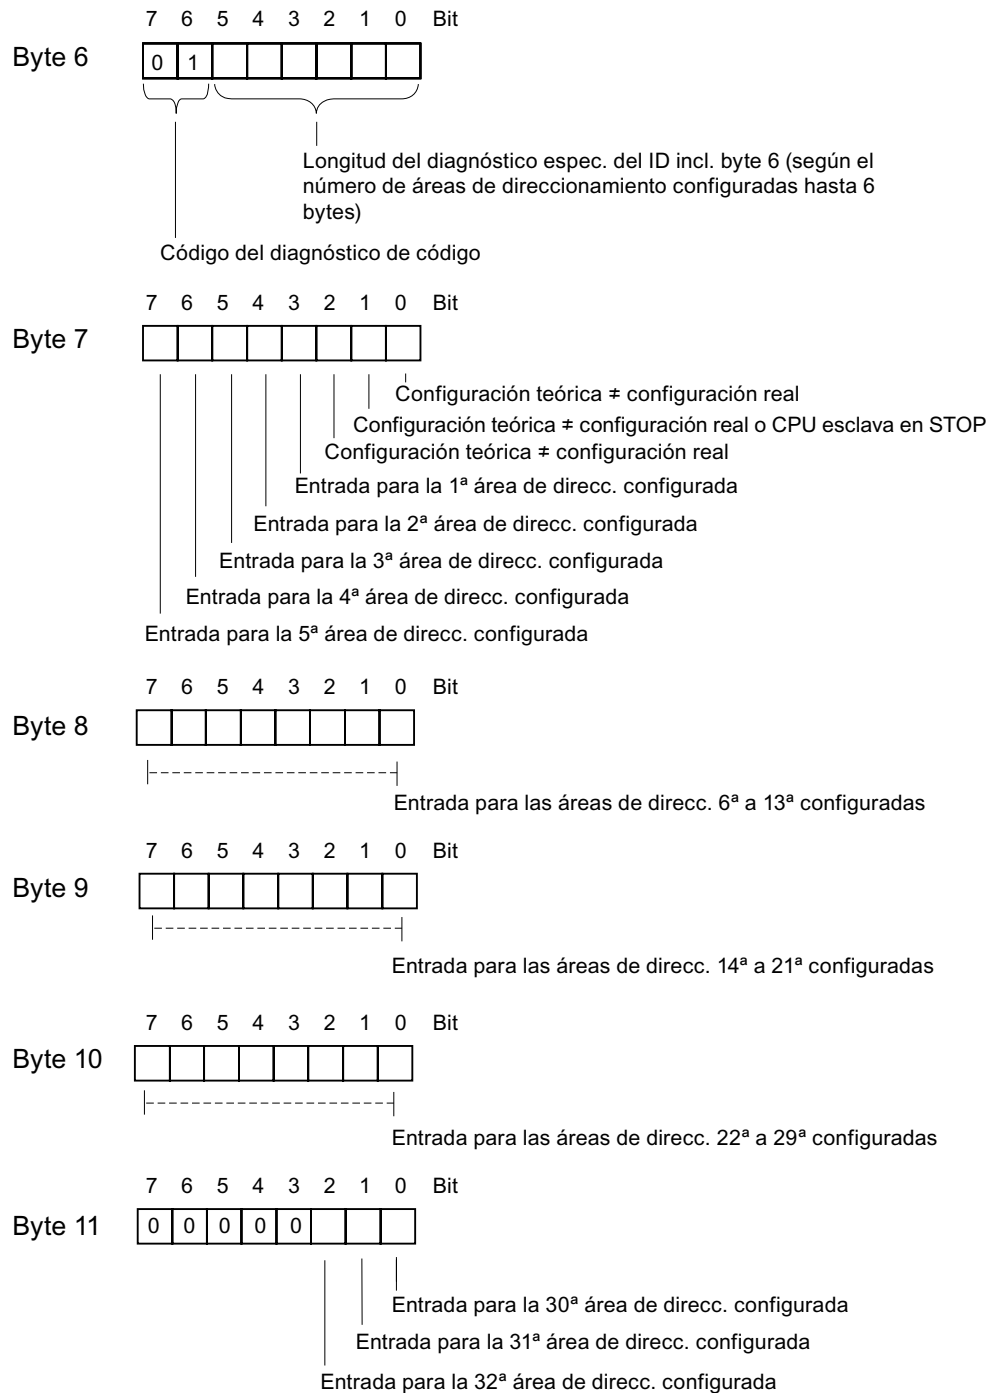 7 6 5 4 3 2 1 0 Bit
Byte 6
0 1
Longitud del diagnóstico espec. del ID incl. byte 6 (según el
número de áreas de direccionamiento configuradas hasta 6
bytes)
Código del diagnóstico de código
7 6 5 4 3 2 1 0 Bit
Byte 7
Configuración teórica ≠ configuración real
Configuración teórica ≠ configuración real o CPU esclava en STOP
Configuración teórica ≠ configuración real
Entrada para la 1ª área de direcc. configurada
Entrada para la 2ª área de direcc. configurada
Entrada para la 3ª área de direcc. configurada
Entrada para la 4ª área de direcc. configurada
Entrada para la 5ª área de direcc. configurada
7 6 5 4 3 2 1 0 Bit
Byte 8
Entrada para las áreas de direcc. 6ª a 13ª configuradas
7 6 5 4 3 2 1 0 Bit
Byte 9
Entrada para las áreas de direcc. 14ª a 21ª configuradas
7 6 5 4 3 2 1 0 Bit
Byte 10
Entrada para las áreas de direcc. 22ª a 29ª configuradas
7 6 5 4 3 2 1 0 Bit
Byte 11
0 0 0 0 0
Entrada para la 30ª área de direcc. configurada
Entrada para la 31ª área de direcc. configurada
Entrada para la 32ª área de direcc. configurada